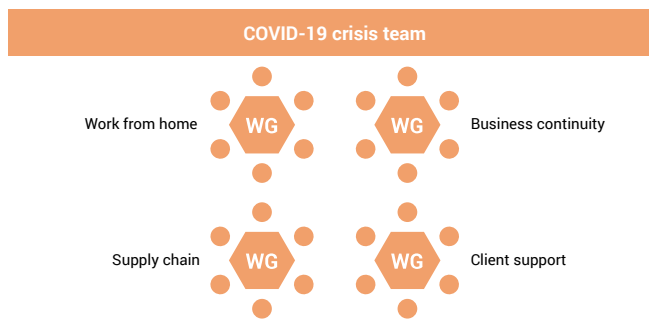 COVID-19 crisis team
Work from home
WG
WG
Business continuity
Supply chain
WG
WG
Client support